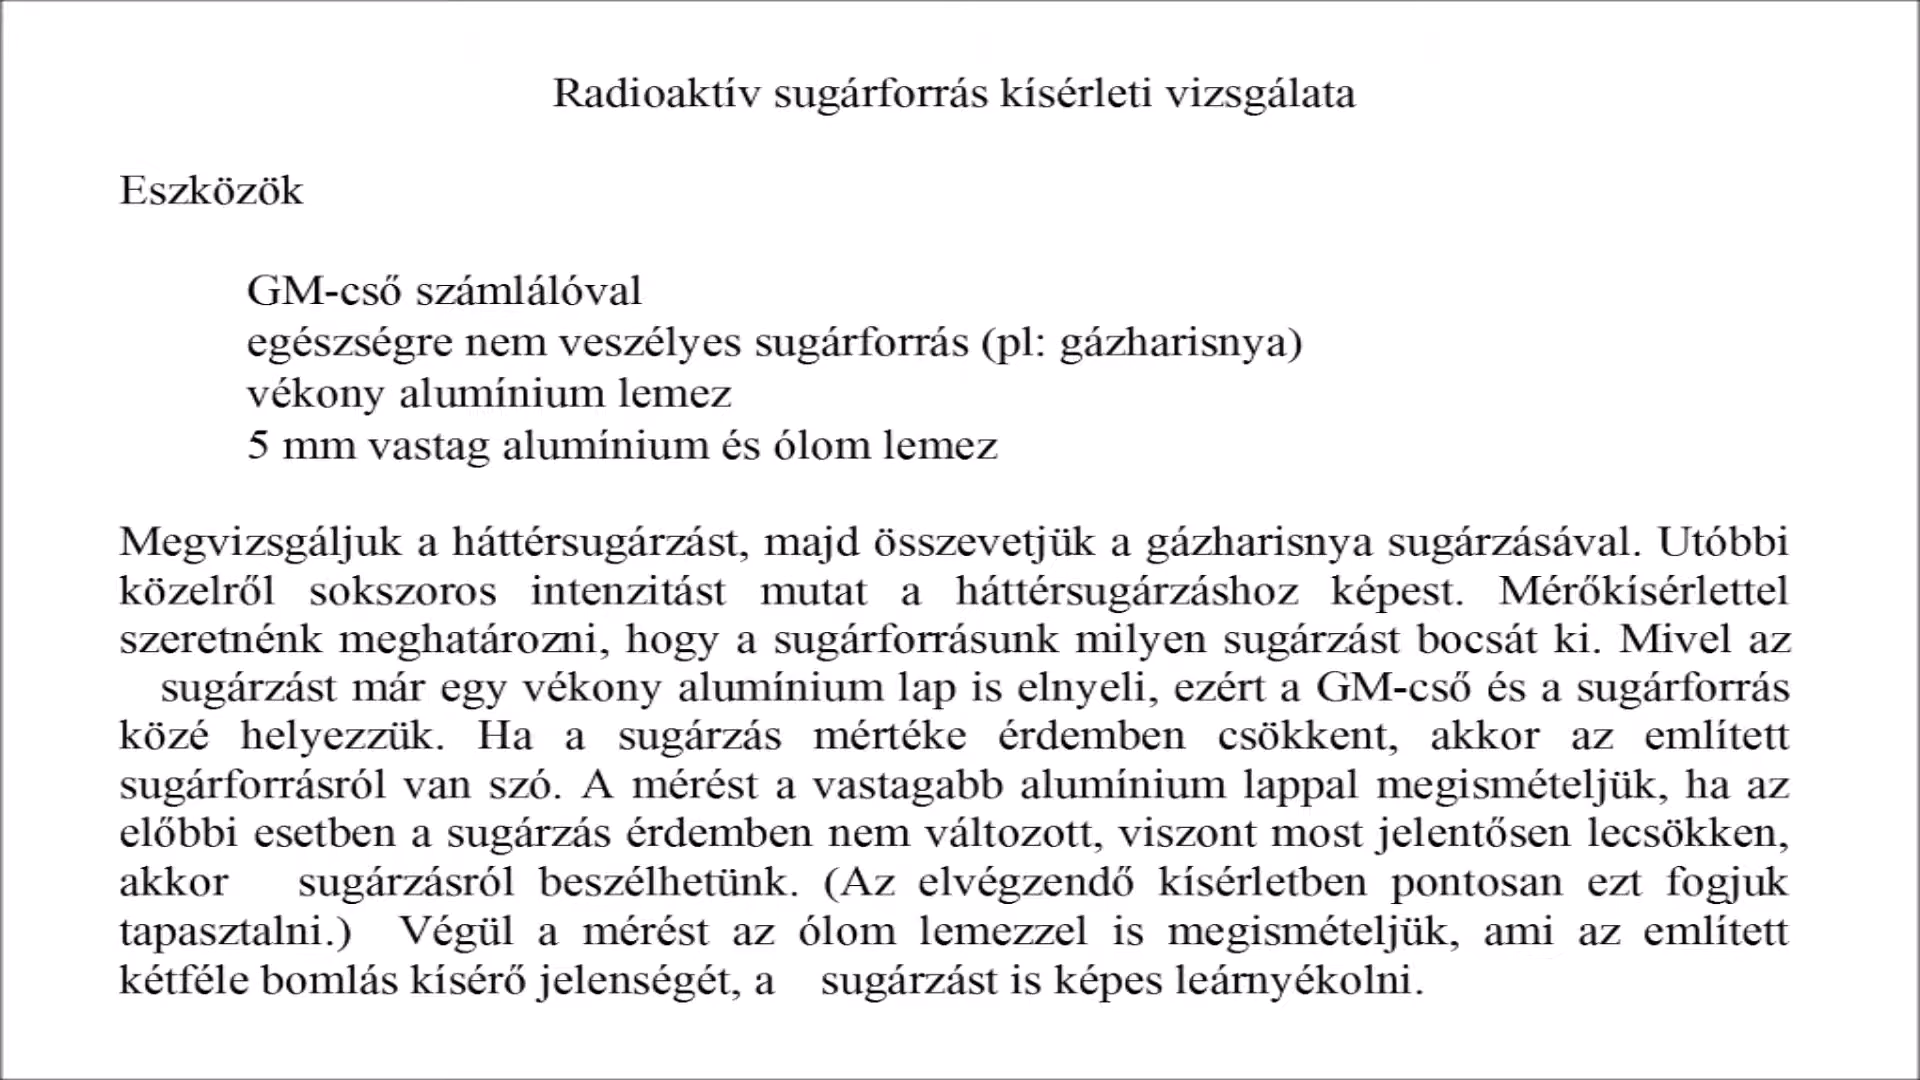 Radioaktív sugárforrás kísérleti vizsgálata
Eszközök
GM-cső számlálóval
egészségre nem veszélyes sugárforrás (pl: gázharisnya)
vékony alumínium lemez
5 mm vastag alumínium és ólom lemez
Megvizsgáljuk a háttérsugárzást, majd összevetjük a gázharisnya sugárzásával. Utóbbi
közelről sokszoros intenzitást mutat a háttérsugárzáshoz képest. Mérőkísérlettel
szeretnénk meghatározni, hogy a sugárforrásunk milyen sugárzást bocsát ki. Mivel az
sugárzást már egy vékony alumínium lap is elnyeli, ezért a GM-cső és a sugárforrás
közé helyezzük. Ha a sugárzás mértéke érdemben csökkent, akkor az említett
sugárforrásról van szó. A mérést a vastagabb alumínium lappal megismételjük, ha az
előbbi esetben a sugárzás érdemben nem változott, viszont most jelentősen lecsökken,
akkor sugárzásról beszélhetünk. (Az elvégzendő kísérletben pontosan ezt fogjuk
tapasztalni.) Végül a mérést az ólom lemezzel is megismételjük, ami az említett
kétféle bomlás kísérő jelenségét, a sugárzást is képes leárnyékolni.